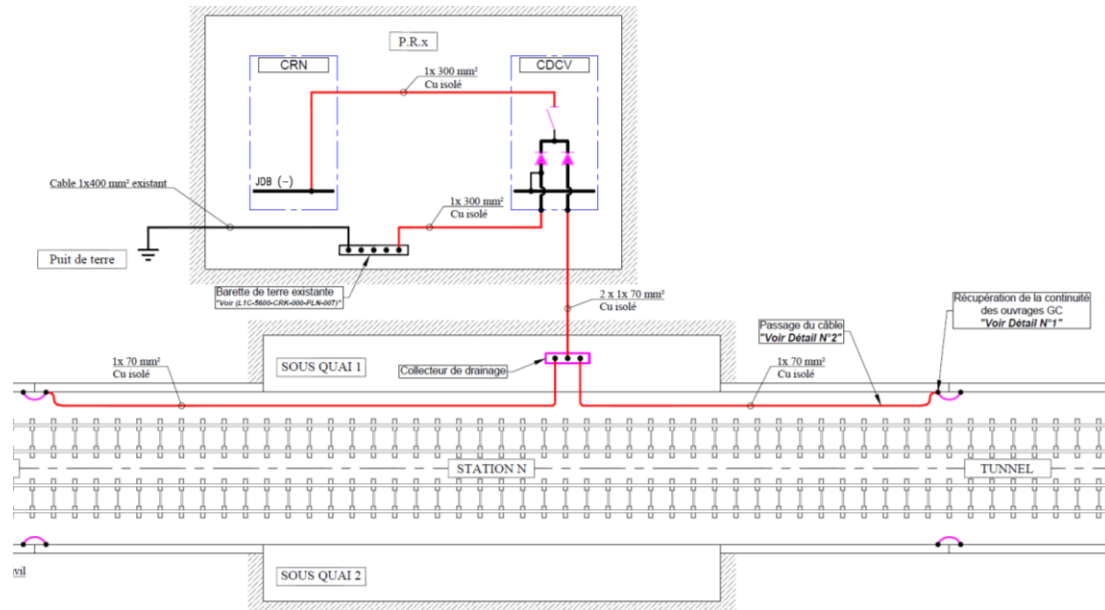 P.R.x
CRN
CDCV
1x 300 mm²
Cu isolé
JDB (-)
Cable 1x400 mm² existant
1x 300 mm²
Cu isolé
Puit de terre
Barette de terre existante
"Voir (L1C-5600-CRK-000-PLN-007)"
2 x 1x 70 mm²
Cu isolé
Récupération de la continuité
des ouvrages GC
"Voir Détail N°1"
Passage du câble
"Voir Détail N°2"
SOUS QUAI 1
Collecteur de drainage
1x 70 mm²
Cu isolé
1x 70 mm²
Cu isolé
STATION N
TUNNEL
SOUS QUAI 2
vil